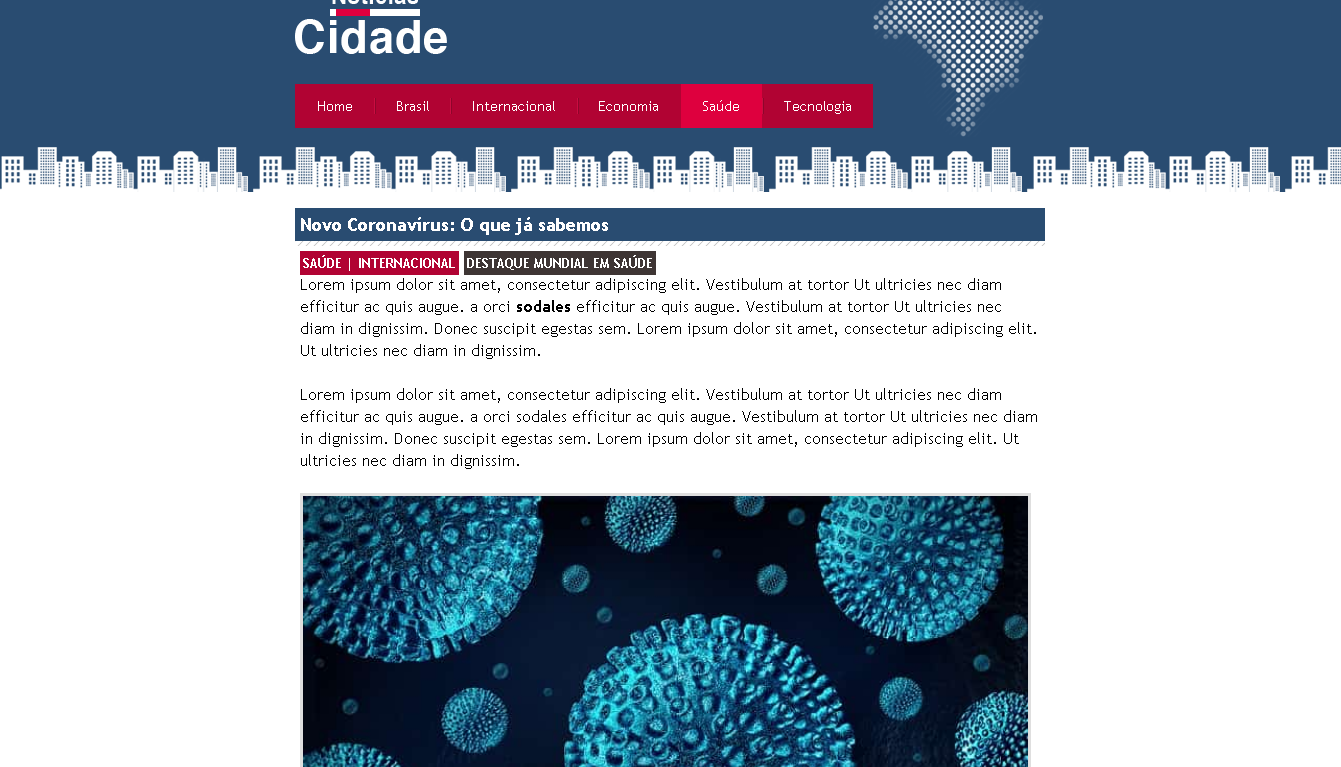 Notícias
Cidade
Home Brasil Internacional Economia Saúde Tecnologia
Novo Coronavírus: O que já sabemos
SAÚDE | INTERNACIONAL DESTAQUE MUNDIAL EM SAÚDE
Lorem ipsum dolor sit amet, consectetur adipiscing elit. Vestibulum at tortor Ut ultricies nec diam
efficitur ac quis augue. a orci sodales efficitur ac quis augue. Vestibulum at tortor Ut ultricies nec
diam in dignissim. Donec suscipit egestas sem. Lorem ipsum dolor sit amet, consectetur adipiscing elit.
Ut ultricies nec diam in dignissim.
Lorem ipsum dolor sit amet, consectetur adipiscing elit. Vestibulum at tortor Ut ultricies nec diam
efficitur ac quis augue. a orci sodales efficitur ac quis augue. Vestibulum at tortor Ut ultricies nec diam
in dignissim. Donec suscipit egestas sem. Lorem ipsum dolor sit amet, consectetur adipiscing elit. Ut
ultricies nec diam in dignissim.